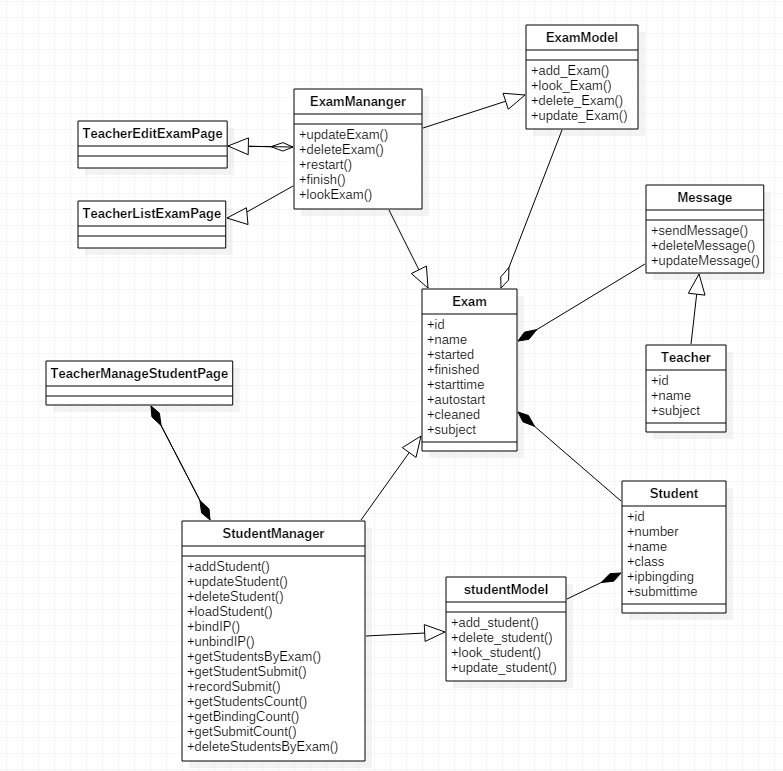 ExamModel
+add_Exam()
+look_Exam()
+delete_Exam()
+update_Exam()
ExamMananger
+updateExam()
+deleteExam()
+restart()
+finish()
+lookExam()
TeacherEditExamPage
TeacherListExamPage
Message
+sendMessage()
+deleteMessage()
+updateMessage()
Exam
+id
+name
+started
+finished
+starttime
+autostart
+cleaned
+subject
Teacher
+id
+name
+subject
TeacherManageStudentPage
Student
+id
+number
+name
+class
+ipbingding
+submittime
StudentManager
+addStudent()
+updateStudent()
+deleteStudent()
+loadStudent()
+bindIP()
+unbindIP()
+getStudentsByExam()
+getStudentSubmit()
+recordSubmit()
+getStudentsCount()
+getBindingCount()
+getSubmitCount()
+deleteStudentsByExam()
studentModel
+add_student()
+delete_student()
+look_student()
+update_student()